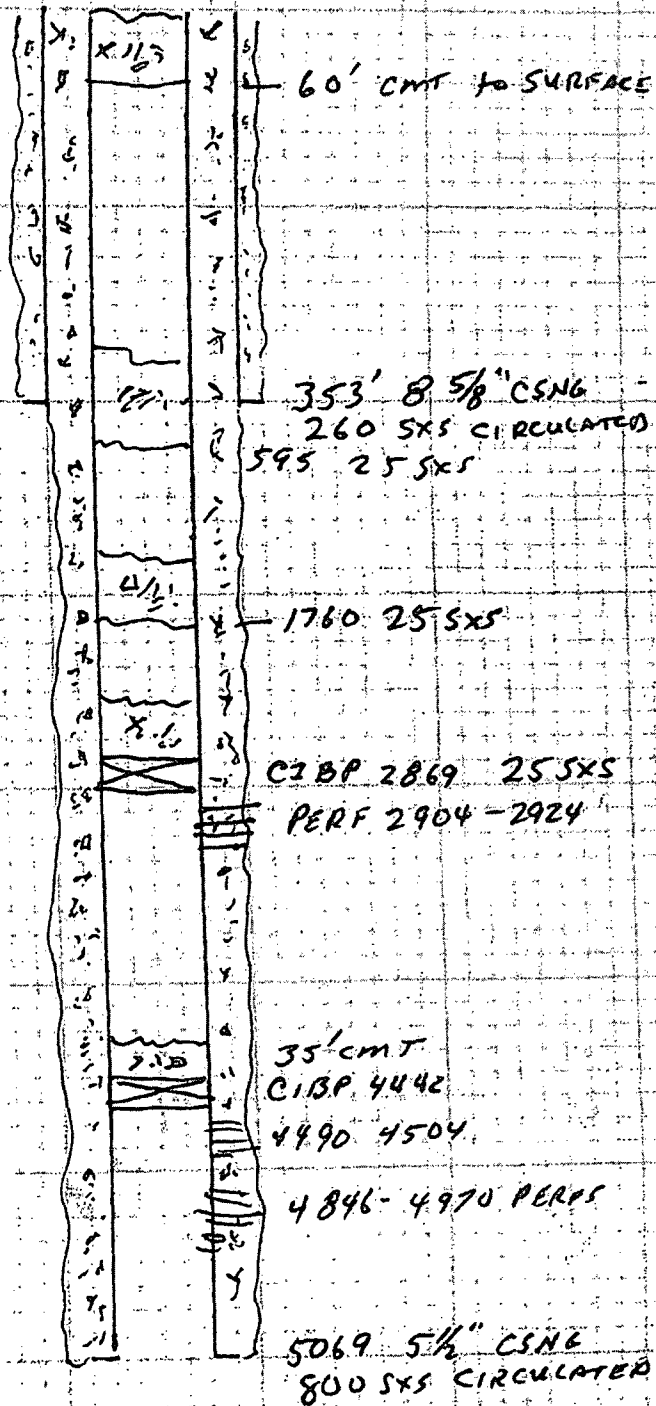 60' CMT to SURFACE
353' 8 5/8" CSNG
260 SXS CIRCULATED
595 25 SXS
1760 25 SXS
CIBP 2869 25 SXS
PERF 2904-2924
35' CMT
CIBP 4442
4490 4504
4846-4970 PERFS
5069 5½" CSNG
800 SXS CIRCULATED